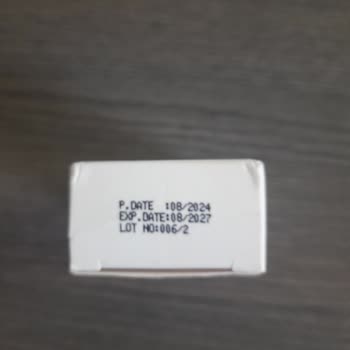 P.DATE :08/2024
EXP.DATE:08/2027
LOT NO:006/2